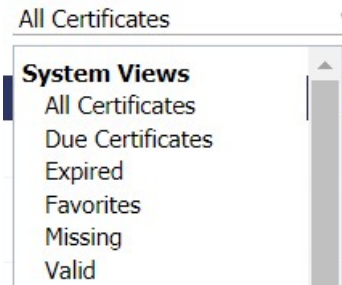 All Certificates
System Views
All Certificates
Due Certificates
Expired
Favorites
Missing
Valid